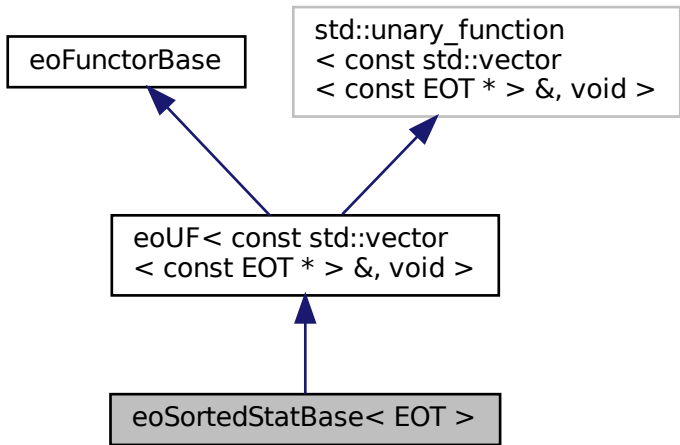 eoFunctorBase
std::unary_function
< const std::vector
< const EOT * > &, void >
eoUF< const std::vector
< const EOT * > &, void >
eoSortedStatBase< EOT >